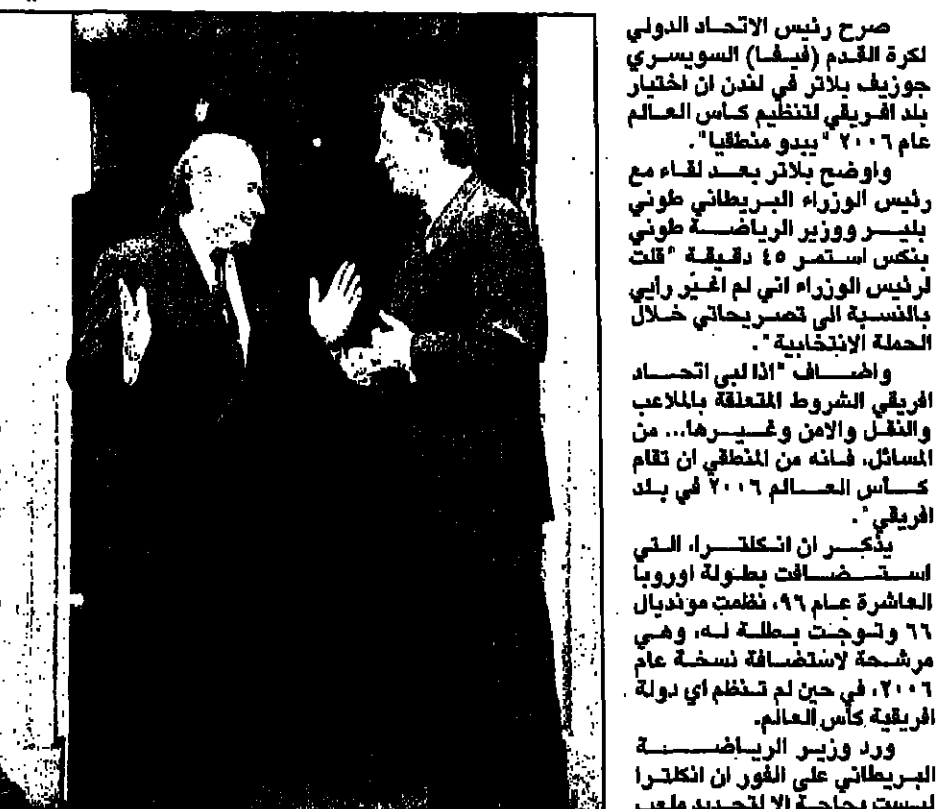 صرح رئيس الاتحاد الدولي
لكرة القدم (فيفا) السويسري
جوزيف بلاتر في لندن ان اختيار
بلد افريقي لتنظيم كأس العالم
عام ٢٠٠٦ "يبدو منطقيا".
واوضح بلاتر بعد لقاء مع
رئيس الوزراء البريطاني طوني
بلير ووزير الرياضة طوني
بنكس استمر ٤٥ دقيقة "قلت
لرئيس الوزراء اني لم اغيّر رأيي
بالنسبة الى تصريحاتي خلال
الحملة الانتخابية".
واضاف "اذا لبى اتحاد
افريقي الشروط المتعلقة بالملاعب
والنقل والامن وغيرها... من
المسائل، فانه من المنطقي ان تقام
كأس العالم ٢٠٠٦ في بلد
افريقي".
يذكر ان انكلترا، التي
استضافت بطولة اوروبا
العاشرة عام ٩٦، نظمت مونديال
٦٦ وتوجت بطلة له، وهي
مرشحة لاستضافة نسخة عام
٢٠٠٦، في حين لم تنظم اي دولة
افريقية كأس العالم.
ورد وزير الرياضة
البريطاني على الفور ان انكلترا
ليست بحاجة الا لتجديد ملعب